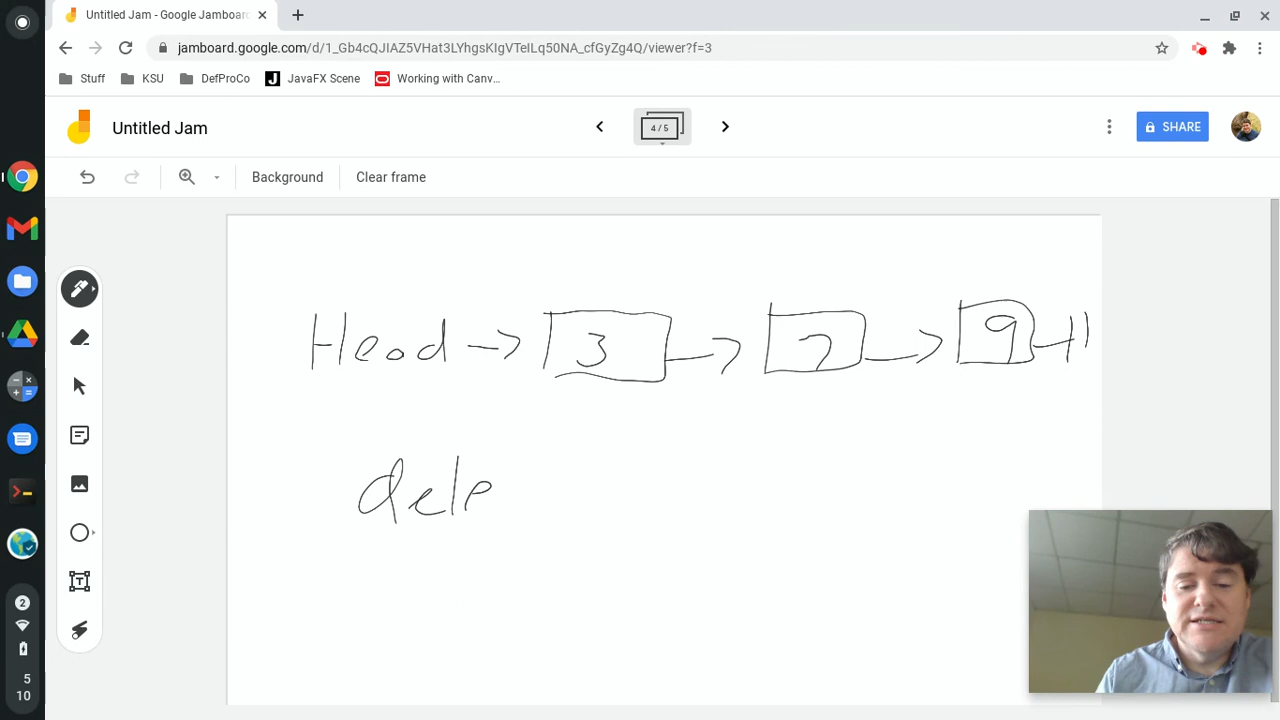 Untitled Jam - Google Jamboard
jamboard.google.com/d/1_Gb4cQJIAZ5VHat3LYhgsKIgVTeILq50NA_cfGyZg4Q/viewer?f=3
Stuff KSU DefProCo JavaFX Scene Working with Canv...
Untitled Jam 4 / 5 SHARE
Background Clear frame
Head → 3 → 7 → 9
dele
2
5
10